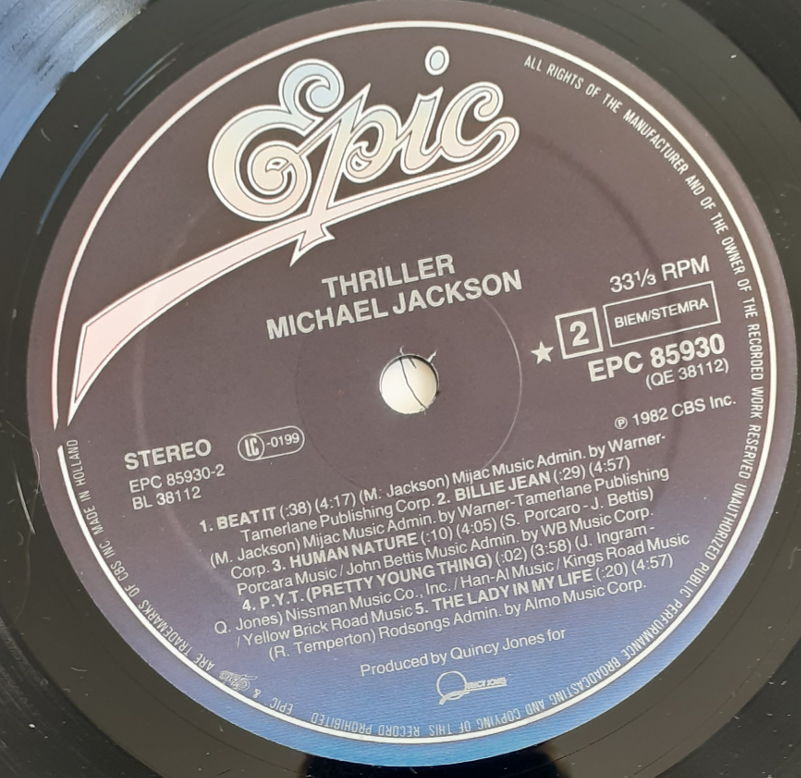 Epic
THRILLER
MICHAEL JACKSON
33⅓ RPM
★ 2 BIEM/STEMRA
EPC 85930
(QE 38112)
Ⓟ 1982 CBS Inc.
STEREO IC -0199
EPC 85930-2
BL 38112
1. BEAT IT (:38) (4:17) (M. Jackson) Mijac Music Admin. by Warner-
Tamerlane Publishing Corp. 2. BILLIE JEAN (:29) (4:57)
(M. Jackson) Mijac Music Admin. by Warner-Tamerlane Publishing
Corp. 3. HUMAN NATURE (:10) (4:05) (S. Porcaro - J. Bettis)
Porcara Music / John Bettis Music Admin. by WB Music Corp.
4. P.Y.T. (PRETTY YOUNG THING) (:02) (3:58) (J. Ingram -
Q. Jones) Nissman Music Co., Inc. / Han-Al Music / Kings Road Music
/ Yellow Brick Road Music 5. THE LADY IN MY LIFE (:20) (4:57)
(R. Temperton) Rodsongs Admin. by Almo Music Corp.
Produced by Quincy Jones for
QUINCY JONES
ALL RIGHTS OF THE MANUFACTURER AND OF THE OWNER OF THE RECORDED WORK RESERVED UNAUTHORIZED PUBLIC PERFORMANCE BROADCASTING AND COPYING OF THIS RECORD PROHIBITED
EPIC & Epic ARE TRADEMARKS OF CBS INC MADE IN HOLLAND